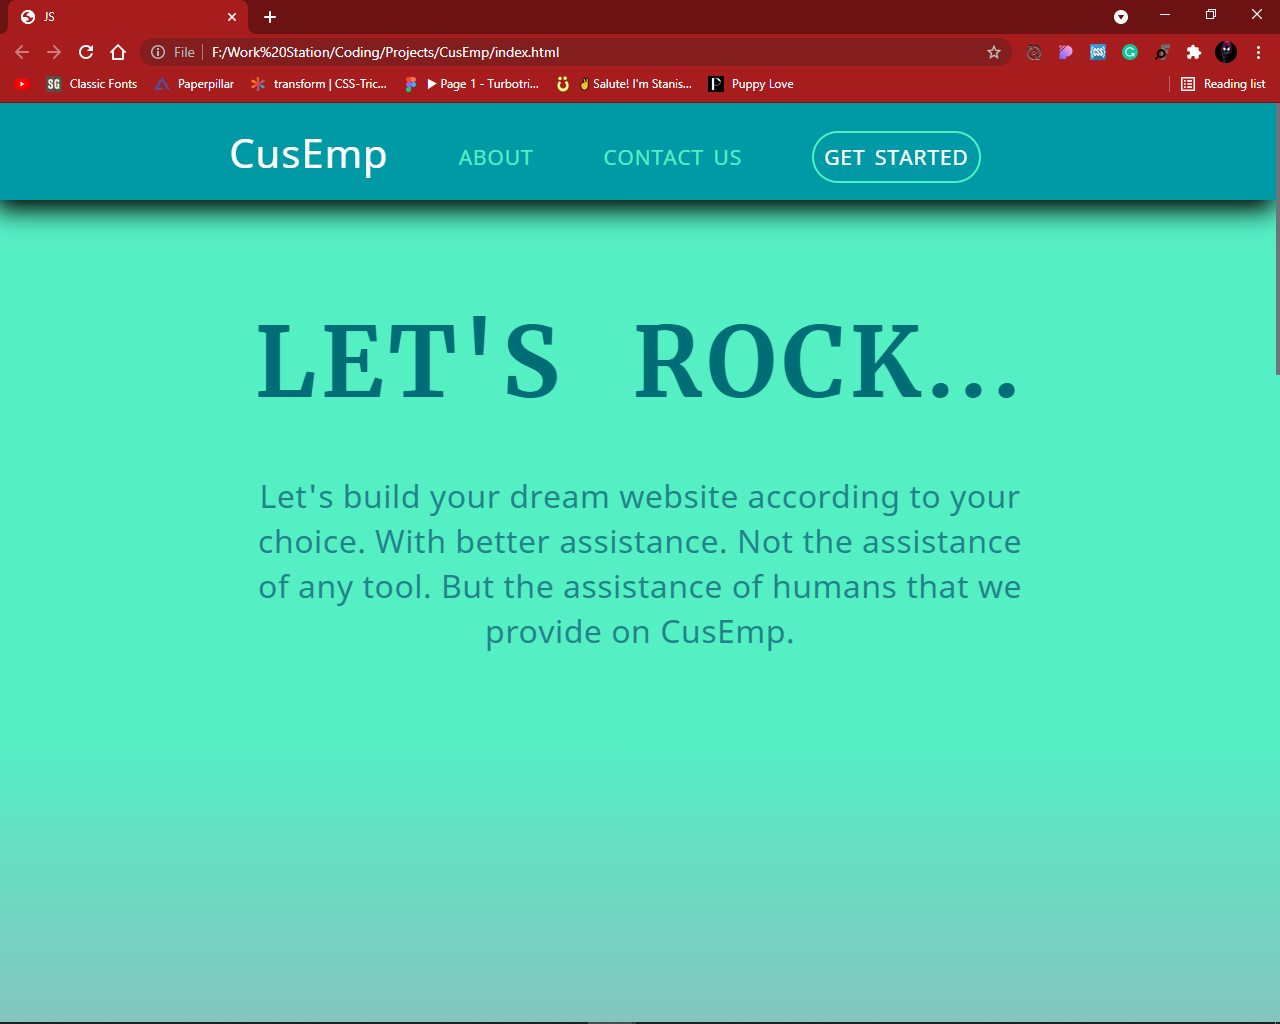 JS
File F:/Work%20Station/Coding/Projects/CusEmp/index.html
SG Classic Fonts Paperpillar transform | CSS-Tric... ▶ Page 1 - Turbotri... ✌ Salute! I'm Stanis... P Puppy Love Reading list
CusEmp ABOUT CONTACT US GET STARTED
LET'S ROCK...
Let's build your dream website according to your
choice. With better assistance. Not the assistance
of any tool. But the assistance of humans that we
provide on CusEmp.